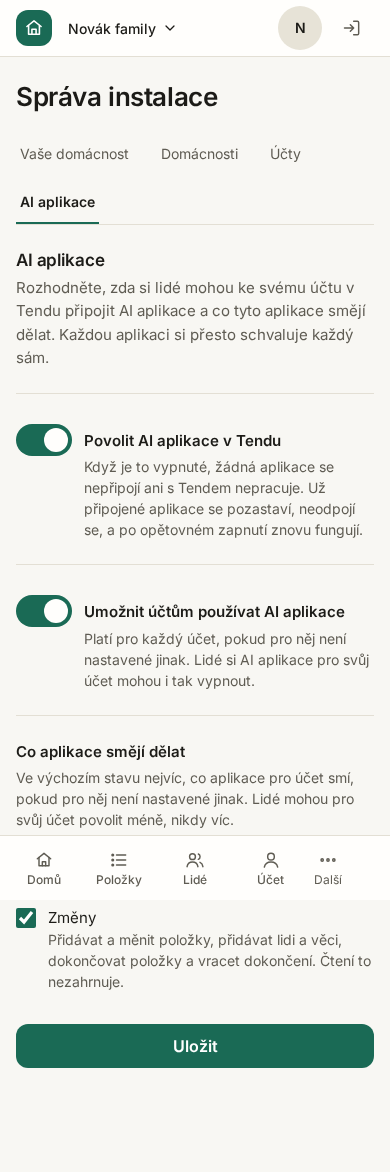 Novák family
N
Správa instalace
Vaše domácnost
Domácnosti
Účty
AI aplikace
AI aplikace
Rozhodněte, zda si lidé mohou ke svému účtu v
Tendu připojit AI aplikace a co tyto aplikace smějí
dělat. Každou aplikaci si přesto schvaluje každý
sám.
Povolit AI aplikace v Tendu
Když je to vypnuté, žádná aplikace se
nepřipojí ani s Tendem nepracuje. Už
připojené aplikace se pozastaví, neodpojí
se, a po opětovném zapnutí znovu fungují.
Umožnit účtům používat AI aplikace
Platí pro každý účet, pokud pro něj není
nastavené jinak. Lidé si AI aplikace pro svůj
účet mohou i tak vypnout.
Co aplikace smějí dělat
Ve výchozím stavu nejvíc, co aplikace pro účet smí,
pokud pro něj není nastavené jinak. Lidé mohou pro
svůj účet povolit méně, nikdy víc.
Domů
Položky
Lidé
Účet
Další
Změny
Přidávat a měnit položky, přidávat lidi a věci,
dokončovat položky a vracet dokončení. Čtení to
nezahrnuje.
Uložit